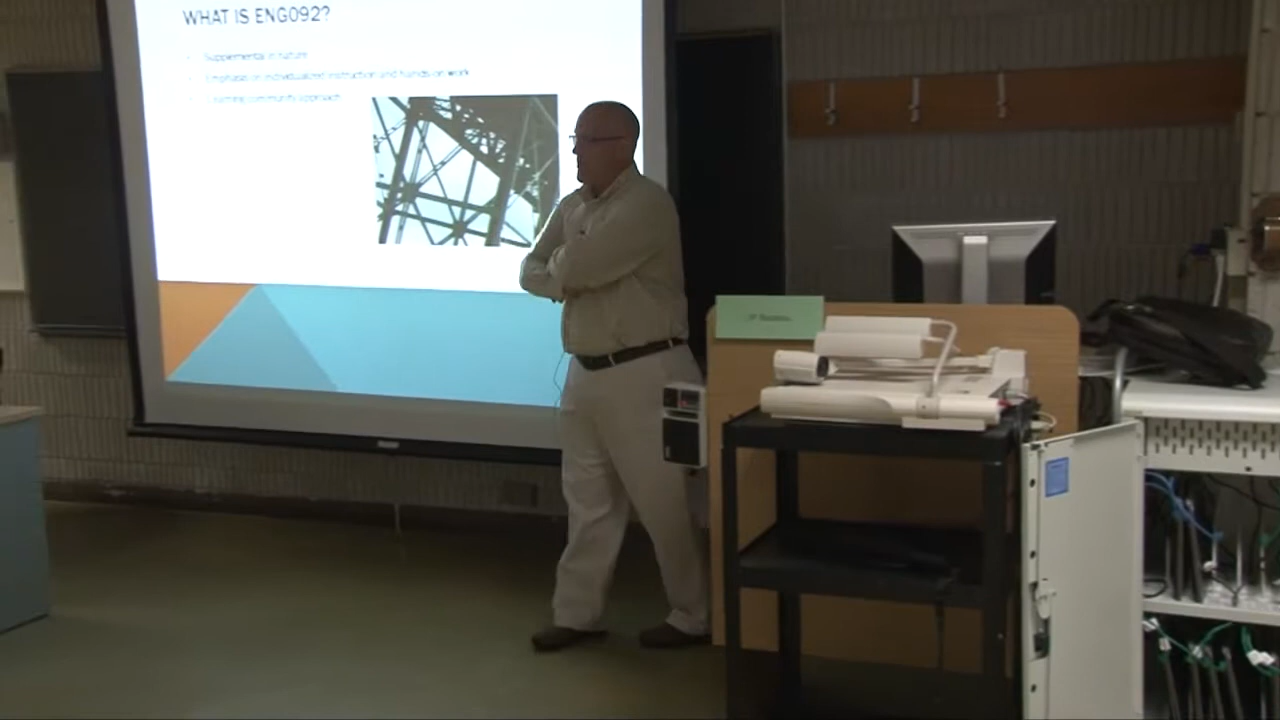 WHAT IS ENG092?
Supplemental in nature
Emphasis on individualized instruction and hands-on work
Learning community approach